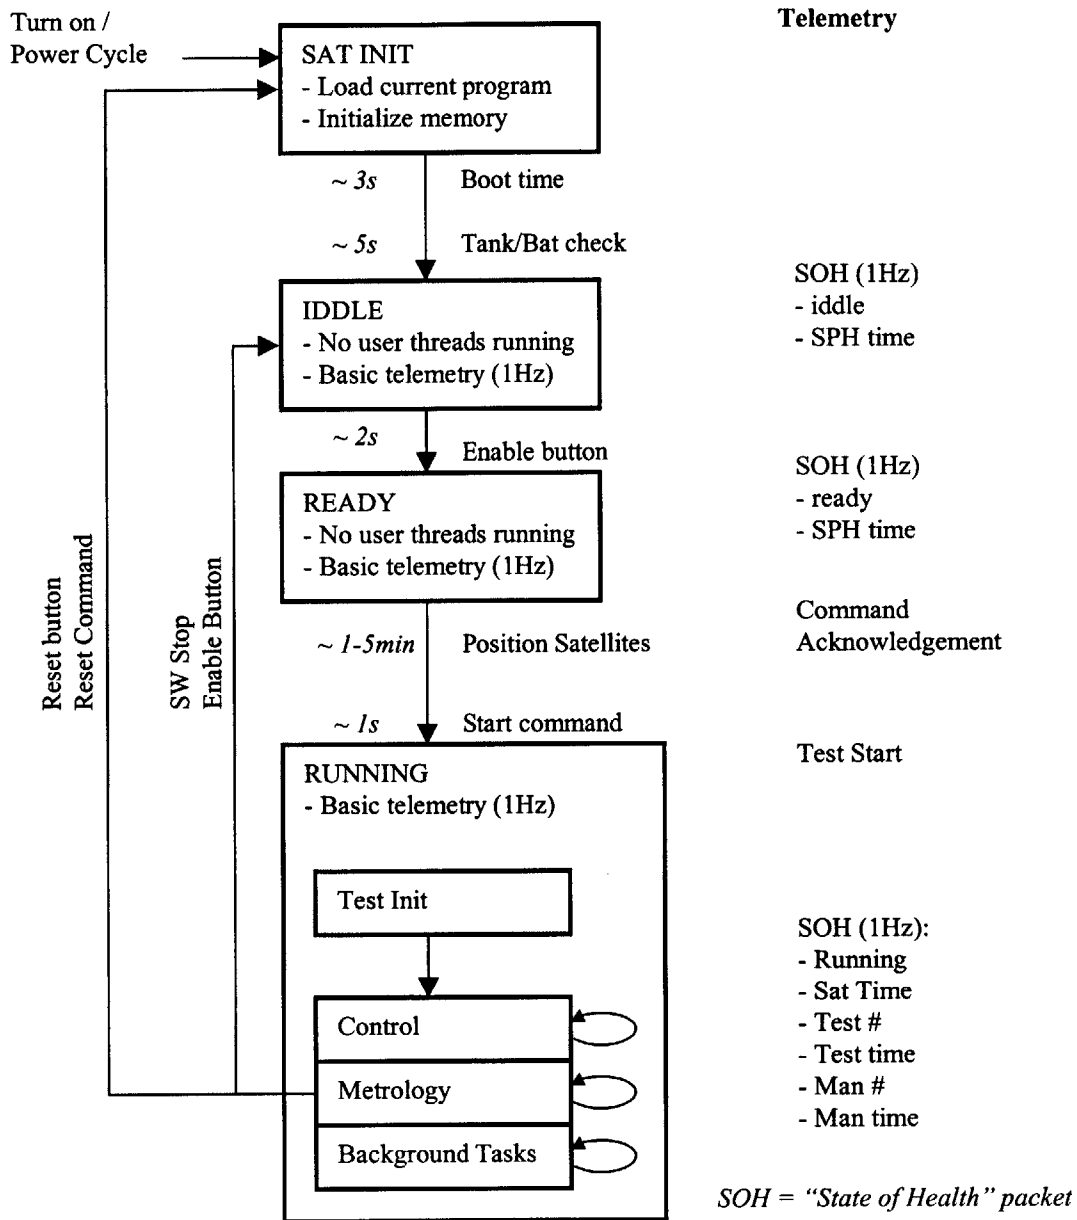 Turn on /
Power Cycle
Telemetry
SAT INIT
- Load current program
- Initialize memory
~ 3s
Boot time
~ 5s
Tank/Bat check
IDDLE
- No user threads running
- Basic telemetry (1Hz)
SOH (1Hz)
- iddle
- SPH time
~ 2s
Enable button
READY
- No user threads running
- Basic telemetry (1Hz)
SOH (1Hz)
- ready
- SPH time
Reset button
Reset Command
SW Stop
Enable Button
~ 1-5min
Position Satellites
Command
Acknowledgement
~ 1s
Start command
Test Start
RUNNING
- Basic telemetry (1Hz)
Test Init
Control
Metrology
Background Tasks
SOH (1Hz):
- Running
- Sat Time
- Test #
- Test time
- Man #
- Man time
SOH = “State of Health” packet